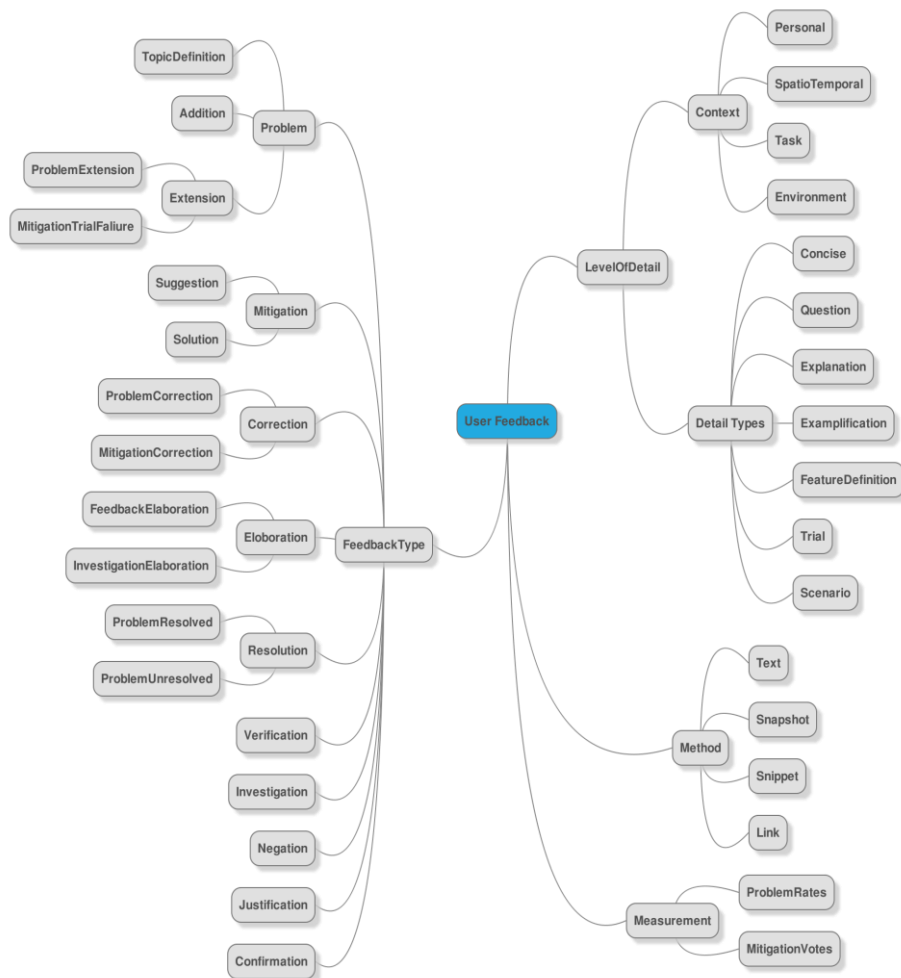 User Feedback
FeedbackType
Problem
TopicDefinition
Addition
Extension
ProblemExtension
MitigationTrialFaliure
Mitigation
Suggestion
Solution
Correction
ProblemCorrection
MitigationCorrection
Eloboration
FeedbackElaboration
InvestigationElaboration
Resolution
ProblemResolved
ProblemUnresolved
Verification
Investigation
Negation
Justification
Confirmation
LevelOfDetail
Context
Personal
SpatioTemporal
Task
Environment
Detail Types
Concise
Question
Explanation
Examplification
FeatureDefinition
Trial
Scenario
Method
Text
Snapshot
Snippet
Link
Measurement
ProblemRates
MitigationVotes